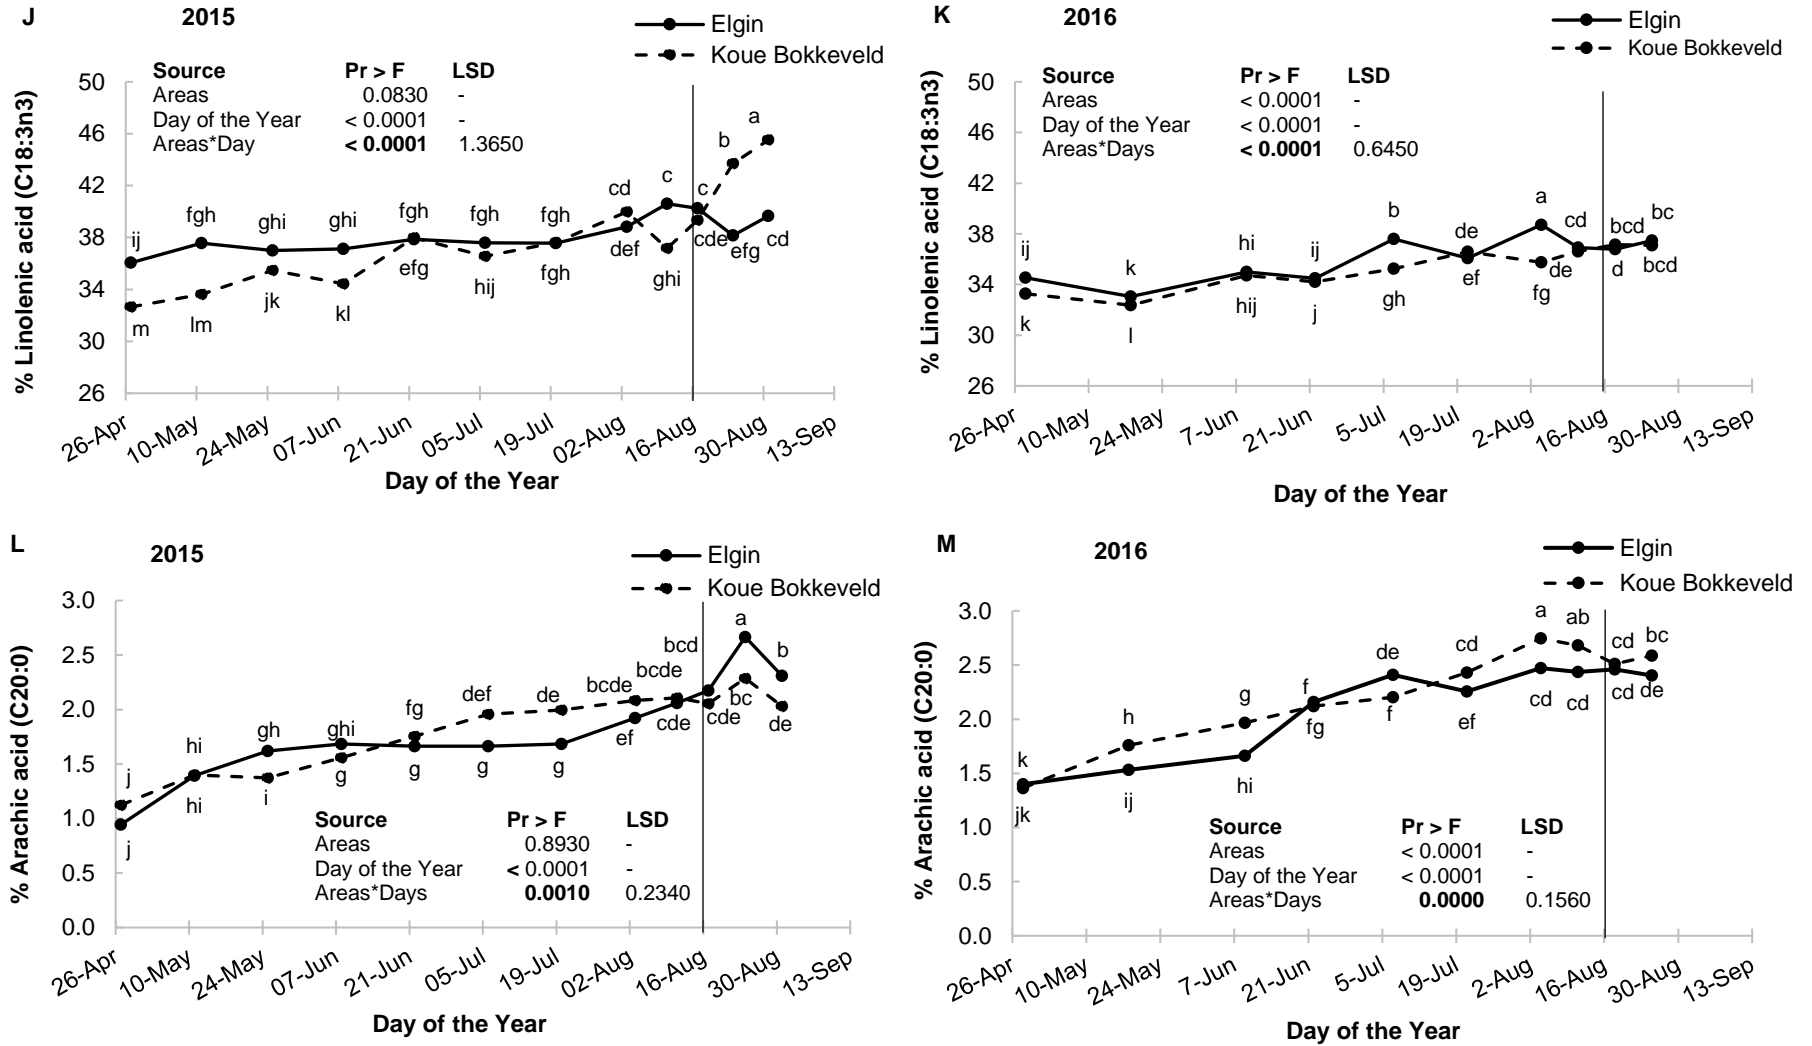 J
2015
Elgin
Koue Bokkeveld
Source Pr > F LSD
Areas 0.0830 -
Day of the Year < 0.0001 -
Areas*Day < 0.0001 1.3650
% Linolenic acid (C18:3n3)
50
46
42
38
34
30
26
ij fgh ghi ghi fgh fgh fgh cd c c b a
m lm jk kl efg hij fgh def ghi cde efg cd
26-Apr 10-May 24-May 07-Jun 21-Jun 05-Jul 19-Jul 02-Aug 16-Aug 30-Aug 13-Sep
Day of the Year
K
2016
Elgin
Koue Bokkeveld
Source Pr > F LSD
Areas < 0.0001 -
Day of the Year < 0.0001 -
Areas*Days < 0.0001 0.6450
% Linolenic acid (C18:3n3)
50
46
42
38
34
30
26
ij k hi ij b de a cd bcd bc
k l hij j gh ef fg de d bcd
26-Apr 10-May 24-May 7-Jun 21-Jun 5-Jul 19-Jul 2-Aug 16-Aug 30-Aug 13-Sep
Day of the Year
L
2015
Elgin
Koue Bokkeveld
% Arachic acid (C20:0)
3.0
2.5
2.0
1.5
1.0
0.5
0.0
j hi gh ghi fg def de bcde bcde bcd a b
j hi i g g g g ef cde cde bc de
Source Pr > F LSD
Areas 0.8930 -
Day of the Year < 0.0001 -
Areas*Days 0.0010 0.2340
26-Apr 10-May 24-May 07-Jun 21-Jun 05-Jul 19-Jul 02-Aug 16-Aug 30-Aug 13-Sep
Day of the Year
M
2016
Elgin
Koue Bokkeveld
% Arachic acid (C20:0)
3.0
2.5
2.0
1.5
1.0
0.5
0.0
k h g f de cd a ab cd bc
jk ij hi fg f ef cd cd cd de
Source Pr > F LSD
Areas < 0.0001 -
Day of the Year < 0.0001 -
Areas*Days 0.0000 0.1560
26-Apr 10-May 24-May 7-Jun 21-Jun 5-Jul 19-Jul 2-Aug 16-Aug 30-Aug 13-Sep
Day of the Year